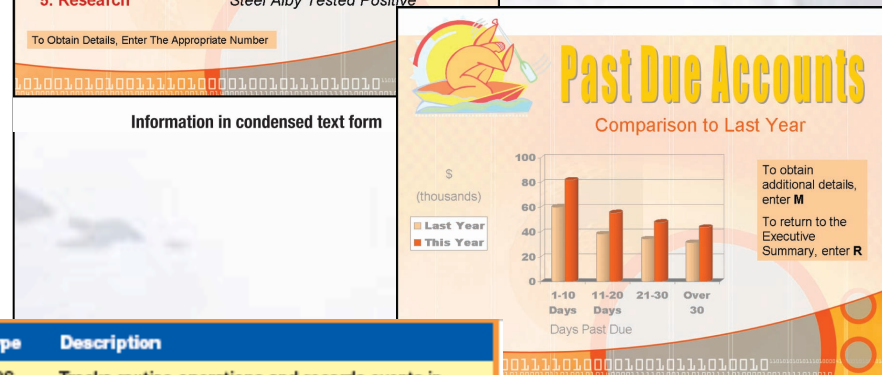 5. Research Steel Alby Tested Positive
To Obtain Details, Enter The Appropriate Number
Information in condensed text form
Past Due Accounts
Comparison to Last Year
$
(thousands)
Last Year
This Year
100
80
60
40
20
0
1-10 Days
11-20 Days
21-30
Over 30
Days Past Due
To obtain
additional details,
enter M
To return to the
Executive
Summary, enter R
Description